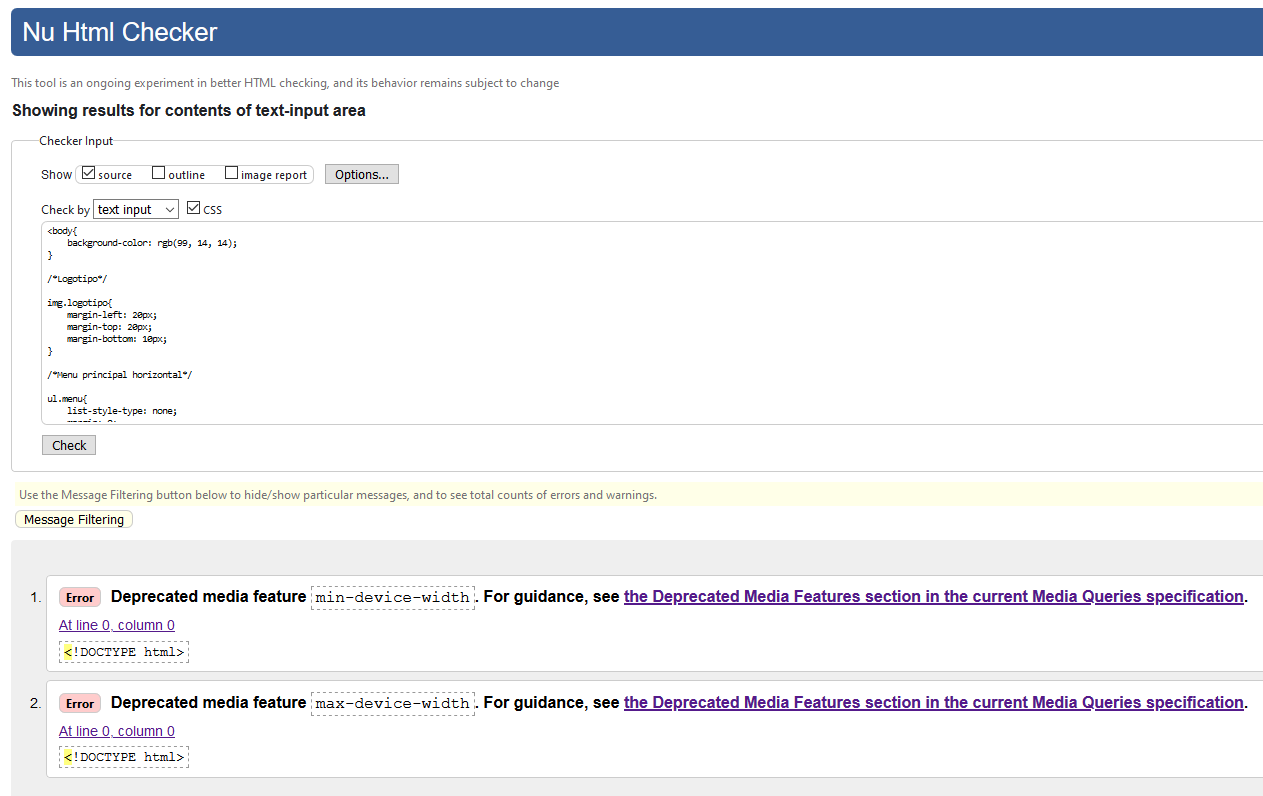 Nu Html Checker
This tool is an ongoing experiment in better HTML checking, and its behavior remains subject to change
Showing results for contents of text-input area
Checker Input
Show source outline image report Options...
Check by text input CSS
<body{
background-color: rgb(99, 14, 14);
}
/*Logotipo*/
img.logotipo{
margin-left: 20px;
margin-top: 20px;
margin-bottom: 10px;
}
/*Menu principal horizontal*/
ul.menu{
list-style-type: none;
Check
Use the Message Filtering button below to hide/show particular messages, and to see total counts of errors and warnings.
Message Filtering
1. Error Deprecated media feature min-device-width. For guidance, see the Deprecated Media Features section in the current Media Queries specification.
At line 0, column 0
<!DOCTYPE html>
2. Error Deprecated media feature max-device-width. For guidance, see the Deprecated Media Features section in the current Media Queries specification.
At line 0, column 0
<!DOCTYPE html>